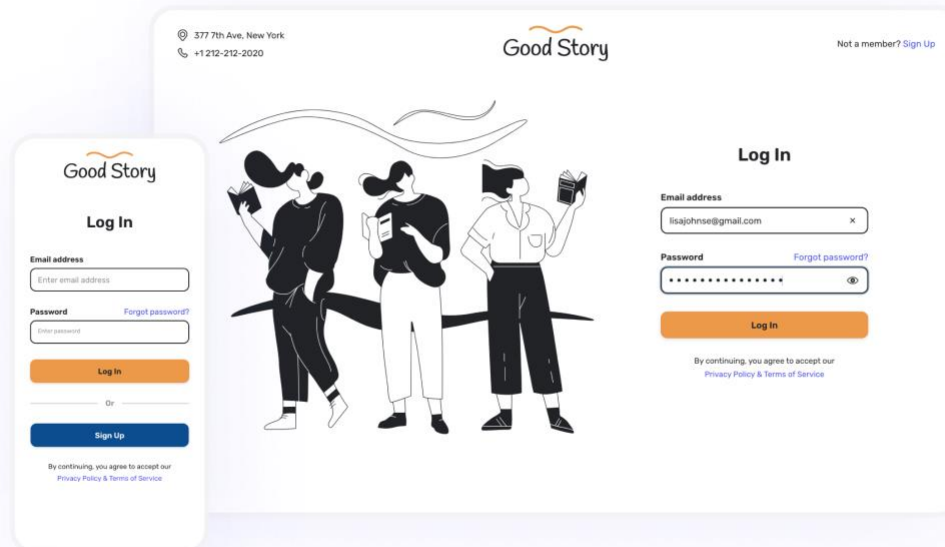 377 7th Ave, New York
+1 212-212-2020
Good Story
Not a member? Sign Up
Log In
Email address
lisajohnse@gmail.com ×
Password Forgot password?
Log In
By continuing, you agree to accept our
Privacy Policy & Terms of Service
Good Story
Log In
Email address
Enter email address
Password Forgot password?
Enter password
Log In
Or
Sign Up
By continuing, you agree to accept our
Privacy Policy & Terms of Service